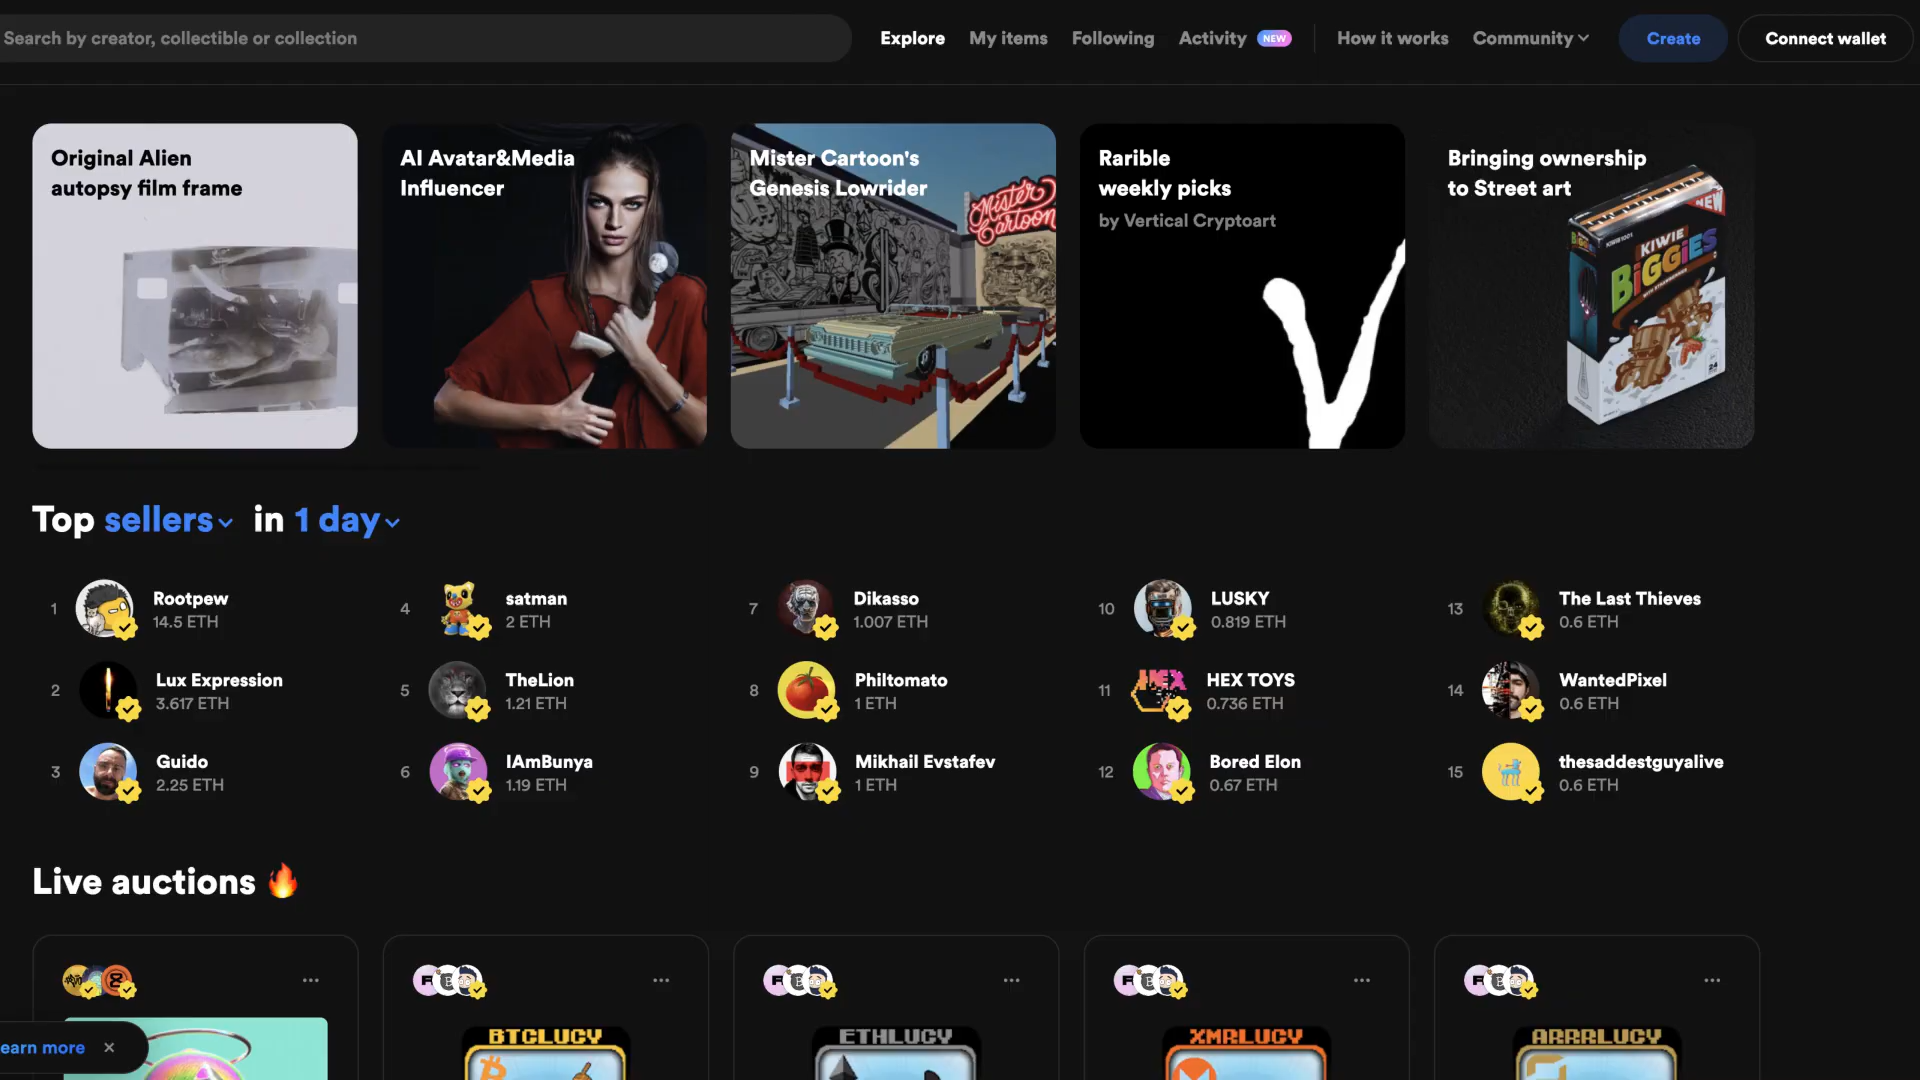 Search by creator, collectible or collection
Explore
My items
Following
Activity NEW
How it works
Community
Create
Connect wallet
Original Alien
autopsy film frame
AI Avatar&Media
Influencer
Mister Cartoon's
Genesis Lowrider
Mister
Cartoon
Rarible
weekly picks
by Vertical Cryptoart
Bringing ownership
to Street art
NEW
KIWIE
BiGGiES
24
Top sellers in 1 day
1
Rootpew
14.5 ETH
4
satman
2 ETH
7
Dikasso
1.007 ETH
10
LUSKY
0.819 ETH
13
The Last Thieves
0.6 ETH
2
Lux Expression
3.617 ETH
5
TheLion
1.21 ETH
8
Philtomato
1 ETH
11
HEX
HEX TOYS
0.736 ETH
14
WantedPixel
0.6 ETH
3
Guido
2.25 ETH
6
IAmBunya
1.19 ETH
9
Mikhail Evstafev
1 ETH
12
Bored Elon
0.67 ETH
15
thesaddestguyalive
0.6 ETH
Live auctions 🔥
BTCLUCY
ETHLUCY
XMRLUCY
ARRRLUCY
earn more